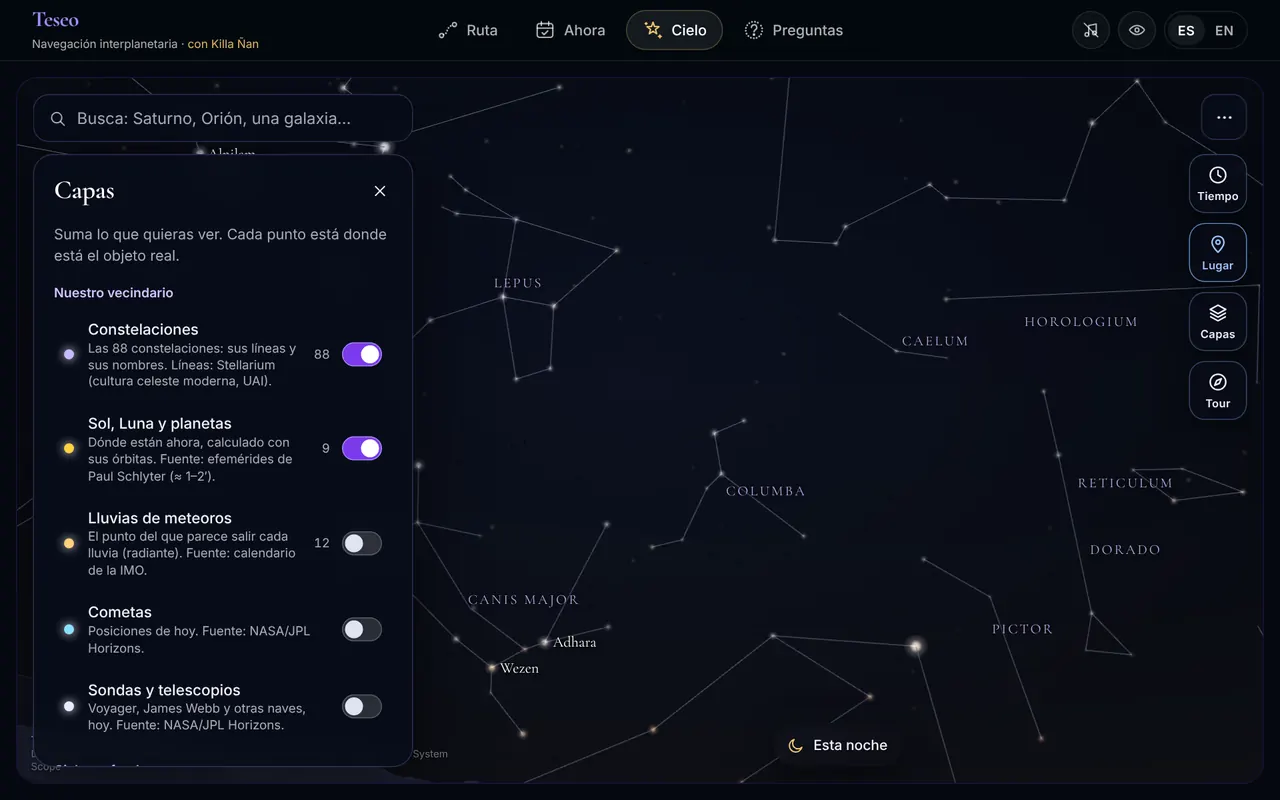 Teseo
Navegación interplanetaria · con Killa Ñan
Ruta
Ahora
Cielo
Preguntas
ES
EN
Busca: Saturno, Orión, una galaxia...
Alnilam
Capas
Suma lo que quieras ver. Cada punto está donde
está el objeto real.
Nuestro vecindario
Constelaciones
Las 88 constelaciones: sus líneas y
sus nombres. Líneas: Stellarium
(cultura celeste moderna, UAI).
88
Sol, Luna y planetas
Dónde están ahora, calculado con
sus órbitas. Fuente: efemérides de
Paul Schlyter (≈ 1–2′).
9
Lluvias de meteoros
El punto del que parece salir cada
lluvia (radiante). Fuente: calendario
de la IMO.
12
Cometas
Posiciones de hoy. Fuente: NASA/JPL
Horizons.
Sondas y telescopios
Voyager, James Webb y otras naves,
hoy. Fuente: NASA/JPL Horizons.
System
Scope
LEPUS
CAELUM
HOROLOGIUM
COLUMBA
RETICULUM
DORADO
CANIS MAJOR
PICTOR
Adhara
Wezen
Tiempo
Lugar
Capas
Tour
Esta noche